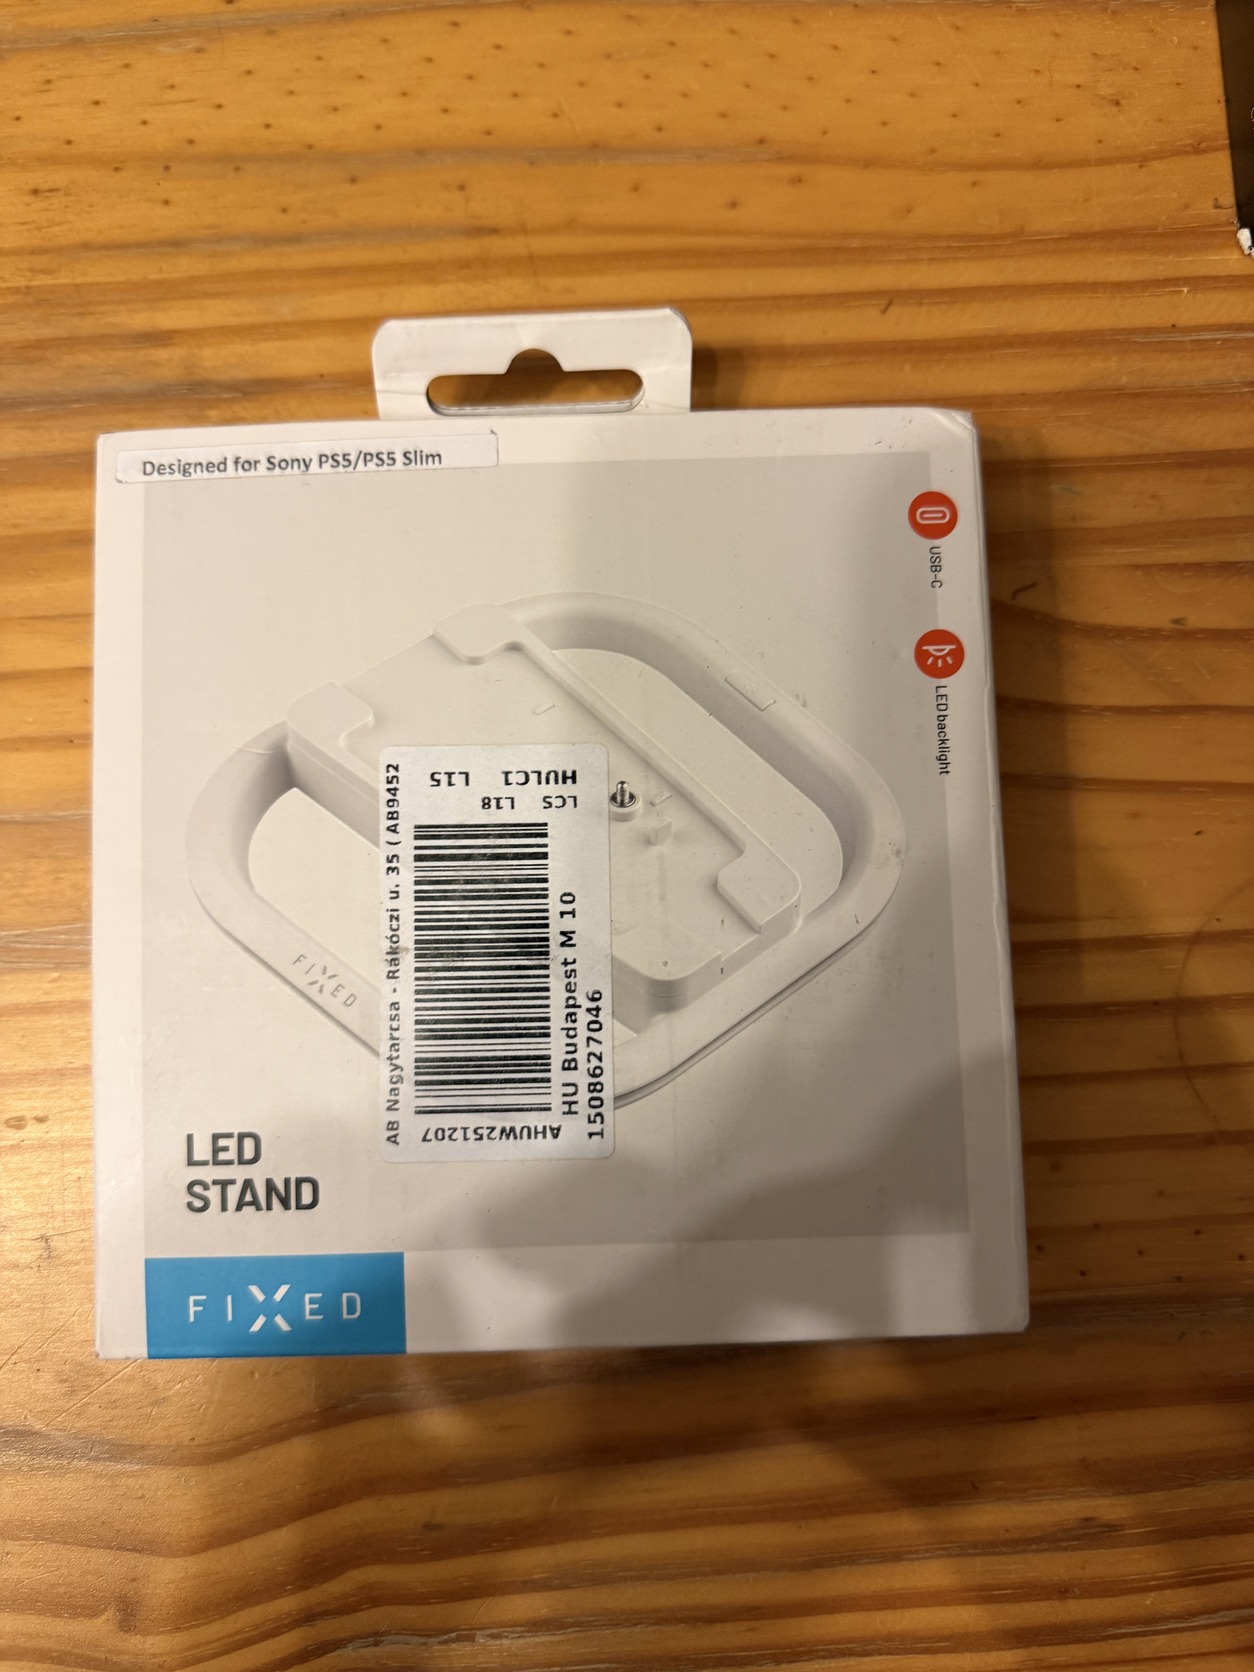 Designed for Sony PS5/PS5 Slim
USB-C
LED backlight
FIXED
AB Nagytarcsa - Rákóczi u. 35 ( AB9452
HULC1 L15
LCS L18
AHUW251207
HU Budapest M 10
1508627046
LED
STAND
FIXED